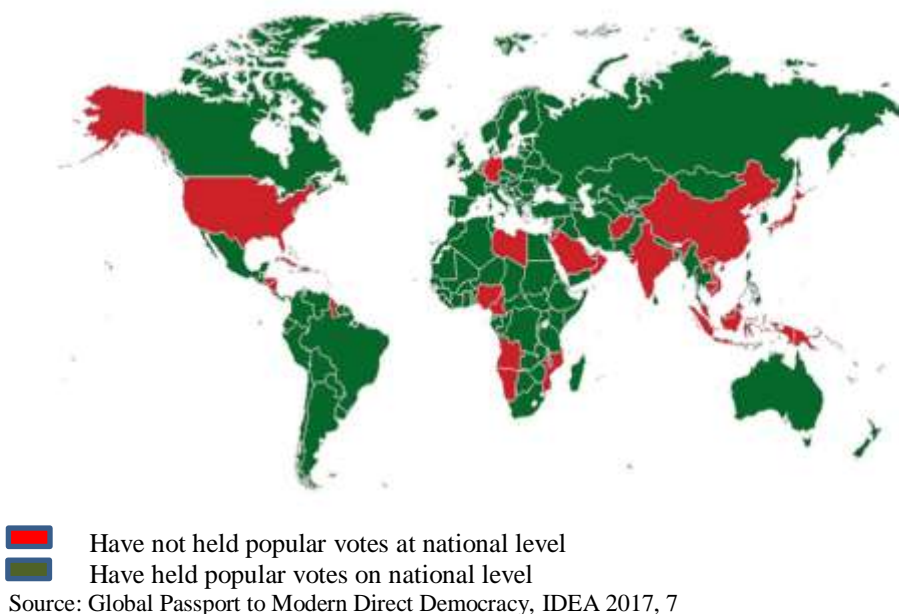 Have not held popular votes at national level
Have held popular votes on national level
Source: Global Passport to Modern Direct Democracy, IDEA 2017, 7